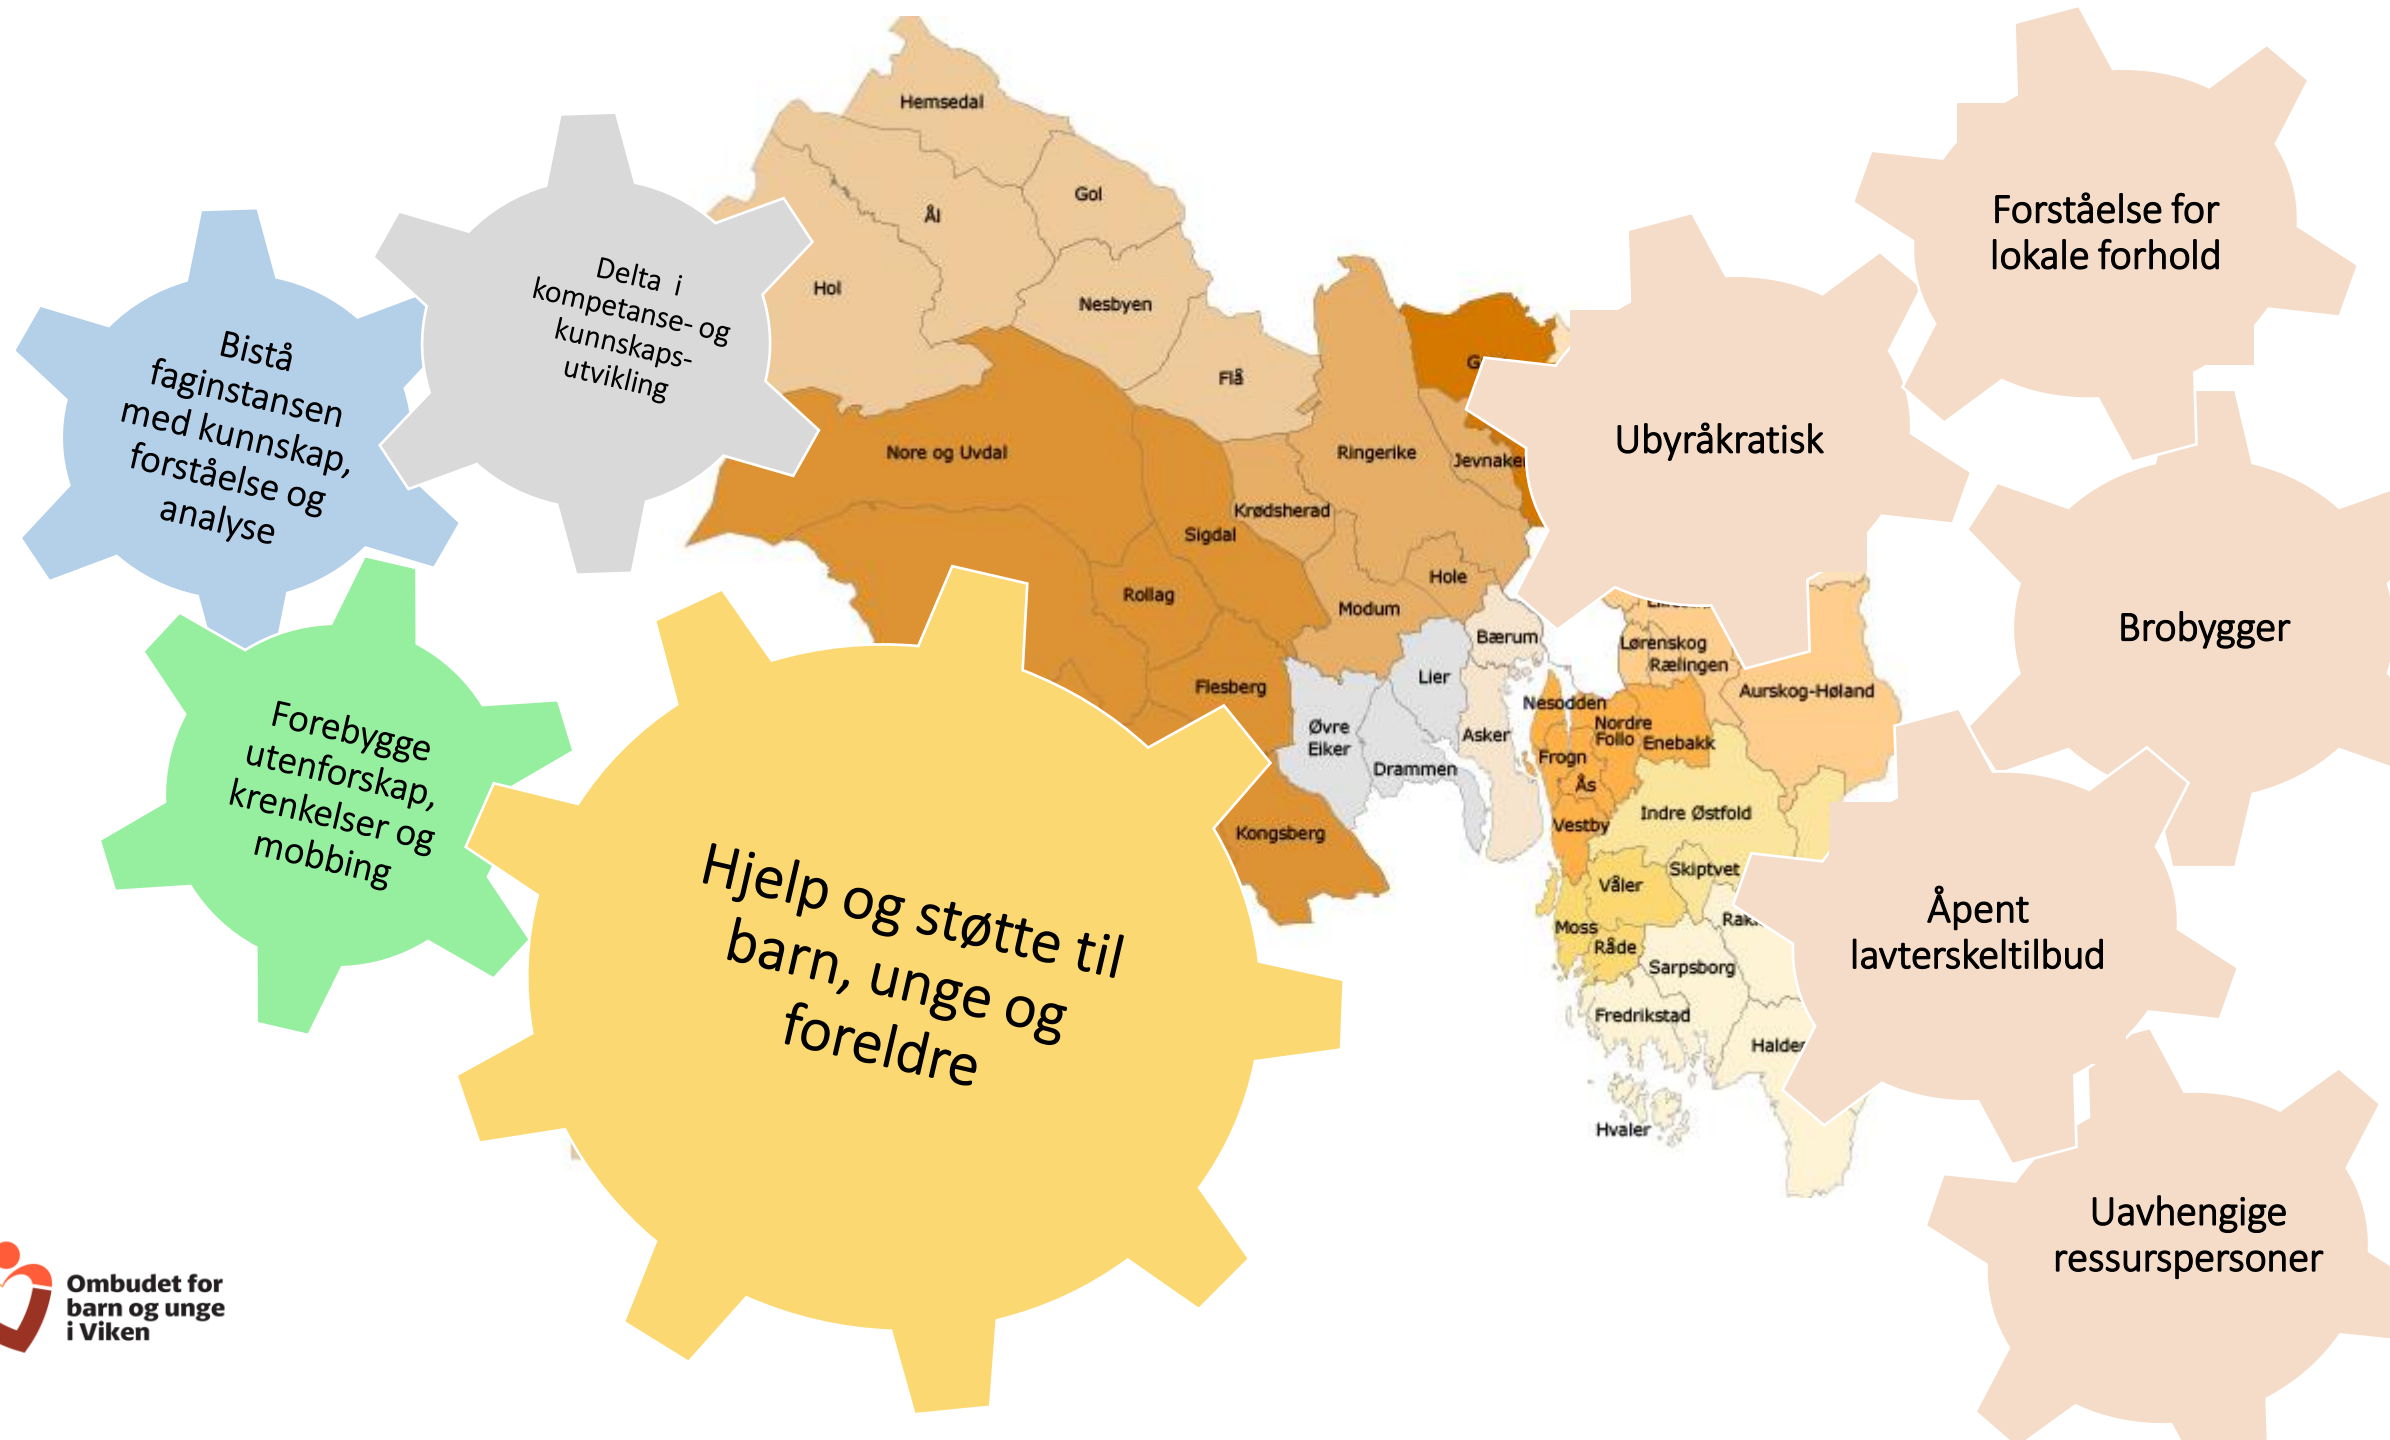 Bistå
faginstansen
med kunnskap,
forståelse og
analyse
Delta i
kompetanse- og
kunnskaps-
utvikling
Forebygge
utenforskap,
krenkelser og
mobbing
Hjelp og støtte til
barn, unge og
foreldre
Hemsedal
Gol
Ål
Hol
Nesbyen
Flå
Nore og Uvdal
Ringerike
Krødsherad
Sigdal
Hole
Rollag
Modum
Bærum
Lørenskog
Rælingen
Lier
Flesberg
Aurskog-Høland
Nesodden
Øvre
Eiker
Asker
Nordre
Follo
Enebakk
Frogn
Drammen
Ås
Indre Østfold
Vestby
Kongsberg
Skiptvet
Våler
Moss
Råde
Sarpsborg
Fredrikstad
Hvaler
Forståelse for
lokale forhold
Ubyråkratisk
Brobygger
Åpent
lavterskeltilbud
Uavhengige
ressurspersoner
Ombudet for
barn og unge
i Viken